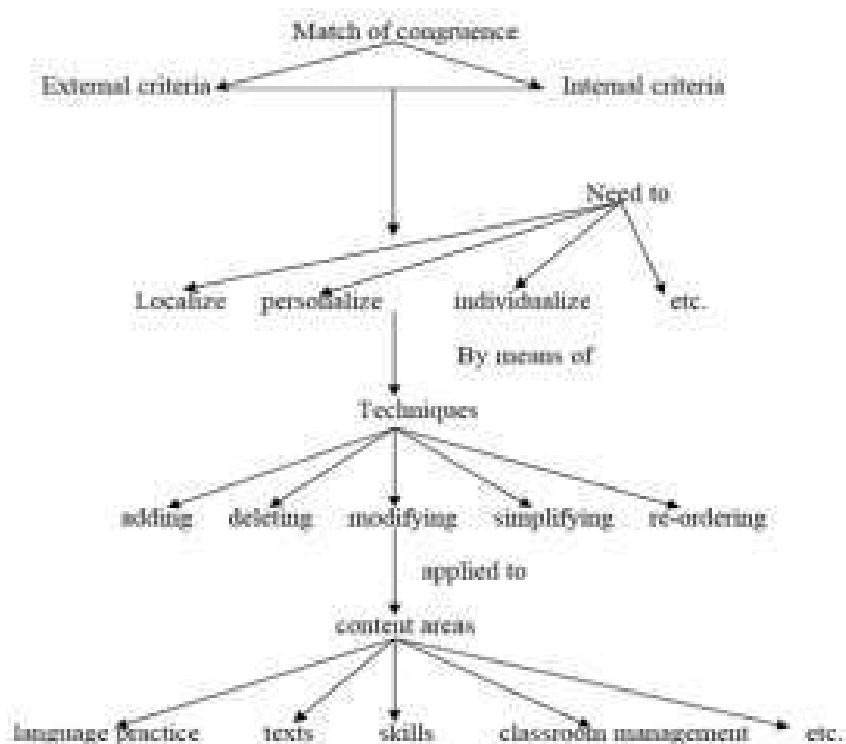 Match of congruence
External criteria Internal criteria
Need to
Localize personalize individualize etc.
By means of
Techniques
adding deleting modifying simplifying re-ordering
applied to
content areas
language practice texts skills classroom management etc.